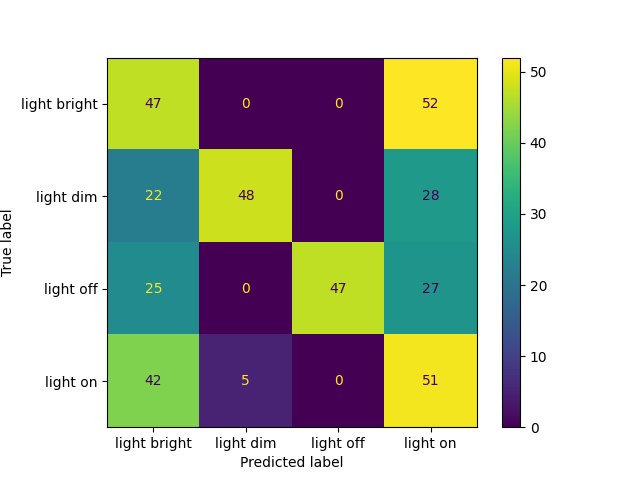 light bright 47 0 0 52
light dim 22 48 0 28
light off 25 0 47 27
light on 42 5 0 51
light bright light dim light off light on
Predicted label
True label
50
40
30
20
10
0